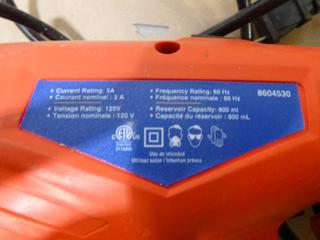 • Current Rating: 3A
• Courant nominal : 3 A
• Voltage Rating: 120V
• Tension nominale : 120 V
• Frequency Rating: 60 Hz
• Fréquence nominale : 60 Hz
• Reservoir Capacity: 800 ml
• Capacité du réservoir : 800 mL
8604530
Use as intended
Utiliser selon / Intention prévus